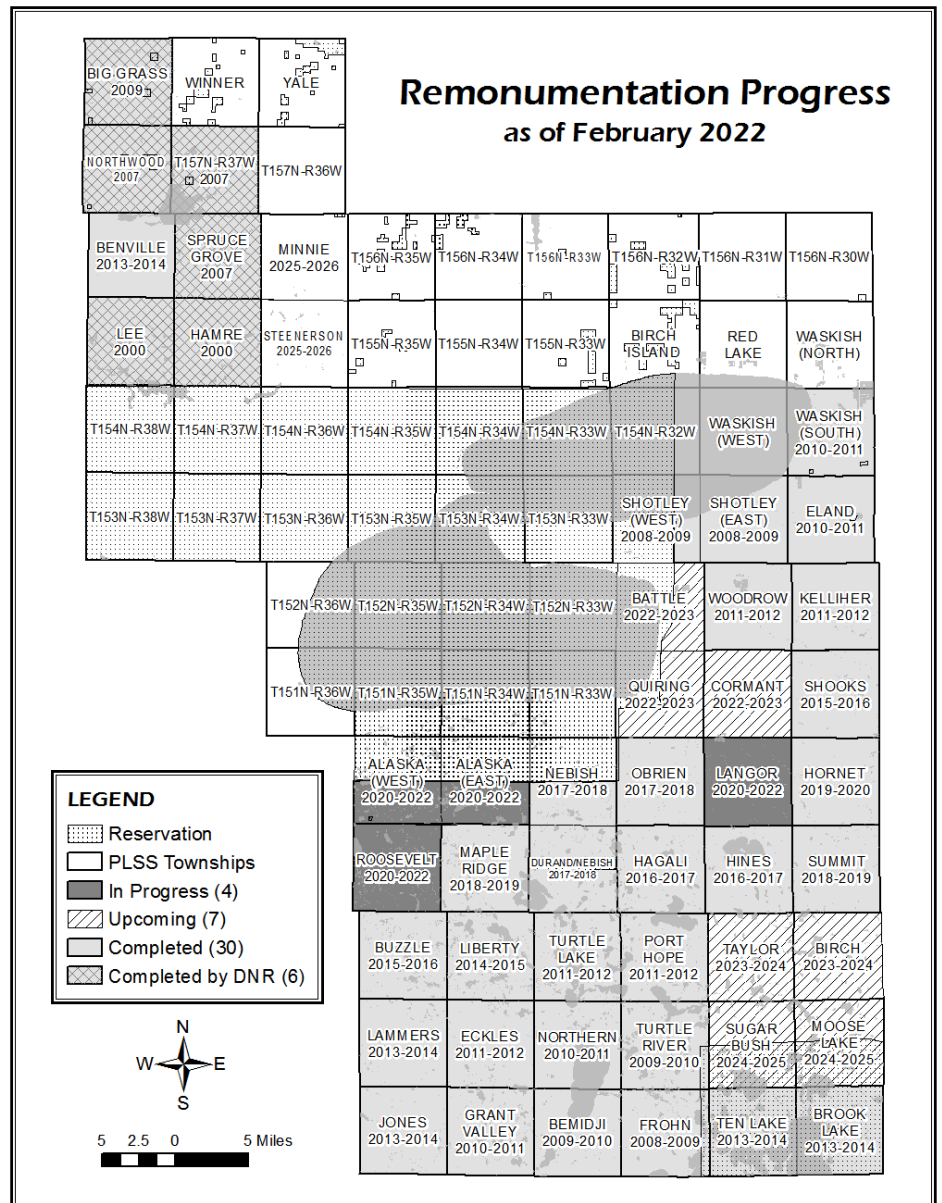 Remonumentation Progress
as of February 2022
BIG GRASS
2009
WINNER
YALE
NORTHWOOD
2007
T157N-R37W
2007
T157N-R36W
BENVILLE
2013-2014
SPRUCE
GROVE
2007
MINNIE
2025-2026
T156N-R35W
T156N-R34W
T156N-R33W
T156N-R32W
T156N-R31W
T156N-R30W
LEE
2000
HAMRE
2000
STEENERSON
2025-2026
T155N-R35W
T155N-R34W
T155N-R33W
BIRCH
ISLAND
RED
LAKE
WASKISH
(NORTH)
T154N-R38W
T154N-R37W
T154N-R36W
T154N-R35W
T154N-R34W
T154N-R33W
T154N-R32W
WASKISH
(WEST)
WASKISH
(SOUTH)
2010-2011
T153N-R38W
T153N-R37W
T153N-R36W
T153N-R35W
T153N-R34W
T153N-R33W
SHOTLEY
(WEST)
2008-2009
SHOTLEY
(EAST)
2008-2009
ELAND
2010-2011
T152N-R36W
T152N-R35W
T152N-R34W
T152N-R33W
BATTLE
2022-2023
WOODROW
2011-2012
KELLIHER
2011-2012
T151N-R36W
T151N-R35W
T151N-R34W
T151N-R33W
QUIRING
2022-2023
CORMANT
2022-2023
SHOOKS
2015-2016
ALASKA
(WEST)
2020-2022
ALASKA
(EAST)
2020-2022
NEBISH
2017-2018
OBRIEN
2017-2018
LANGOR
2020-2022
HORNET
2019-2020
ROOSEVELT
2020-2022
MAPLE
RIDGE
2018-2019
DURAND/NEBISH
2017-2018
HAGALI
2016-2017
HINES
2016-2017
SUMMIT
2018-2019
BUZZLE
2015-2016
LIBERTY
2014-2015
TURTLE
LAKE
2011-2012
PORT
HOPE
2011-2012
TAYLOR
2023-2024
BIRCH
2023-2024
LAMMERS
2013-2014
ECKLES
2011-2012
NORTHERN
2010-2011
TURTLE
RIVER
2009-2010
SUGAR
BUSH
2024-2025
MOOSE
LAKE
2024-2025
JONES
2013-2014
GRANT
VALLEY
2010-2011
BEMIDJI
2009-2010
FROHN
2008-2009
TEN LAKE
2013-2014
BROOK
LAKE
2013-2014
LEGEND
Reservation
PLSS Townships
In Progress (4)
Upcoming (7)
Completed (30)
Completed by DNR (6)
N
W
E
S
5 2.5 0 5 Miles